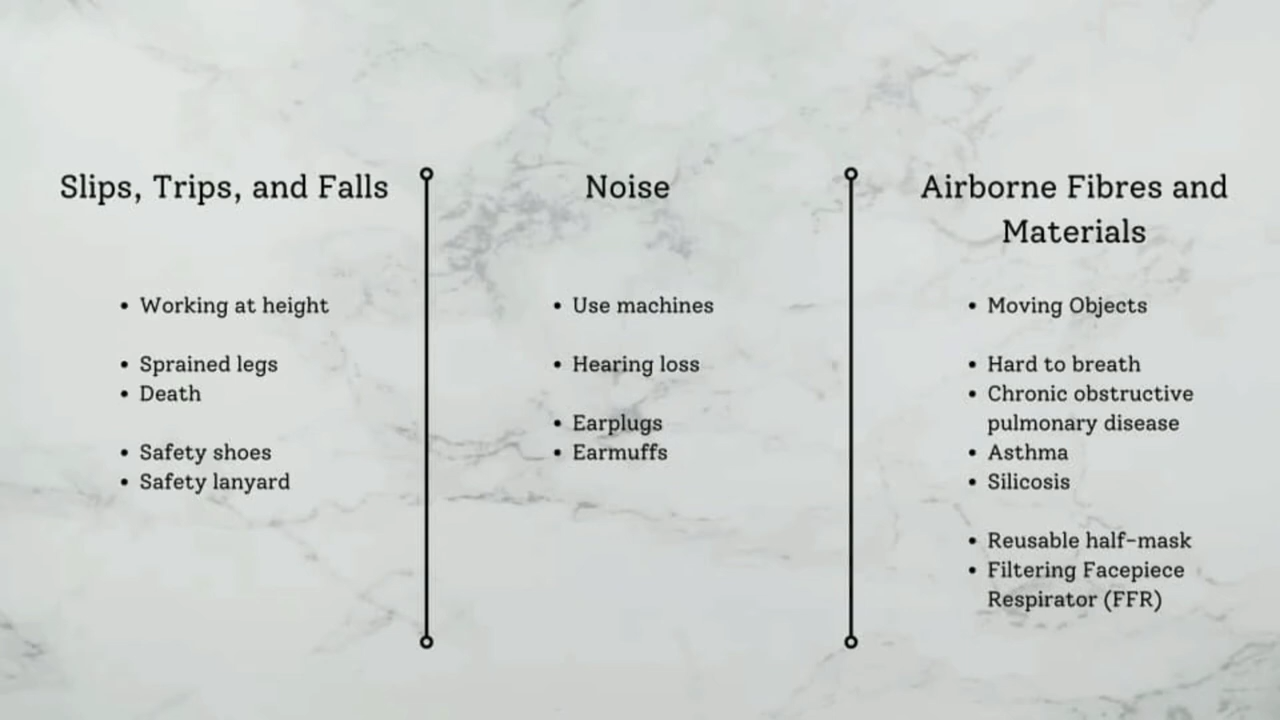 Slips, Trips, and Falls
• Working at height
• Sprained legs
• Death
• Safety shoes
• Safety lanyard
Noise
• Use machines
• Hearing loss
• Earplugs
• Earmuffs
Airborne Fibres and
Materials
• Moving Objects
• Hard to breath
• Chronic obstructive
pulmonary disease
• Asthma
• Silicosis
• Reusable half-mask
• Filtering Facepiece
Respirator (FFR)